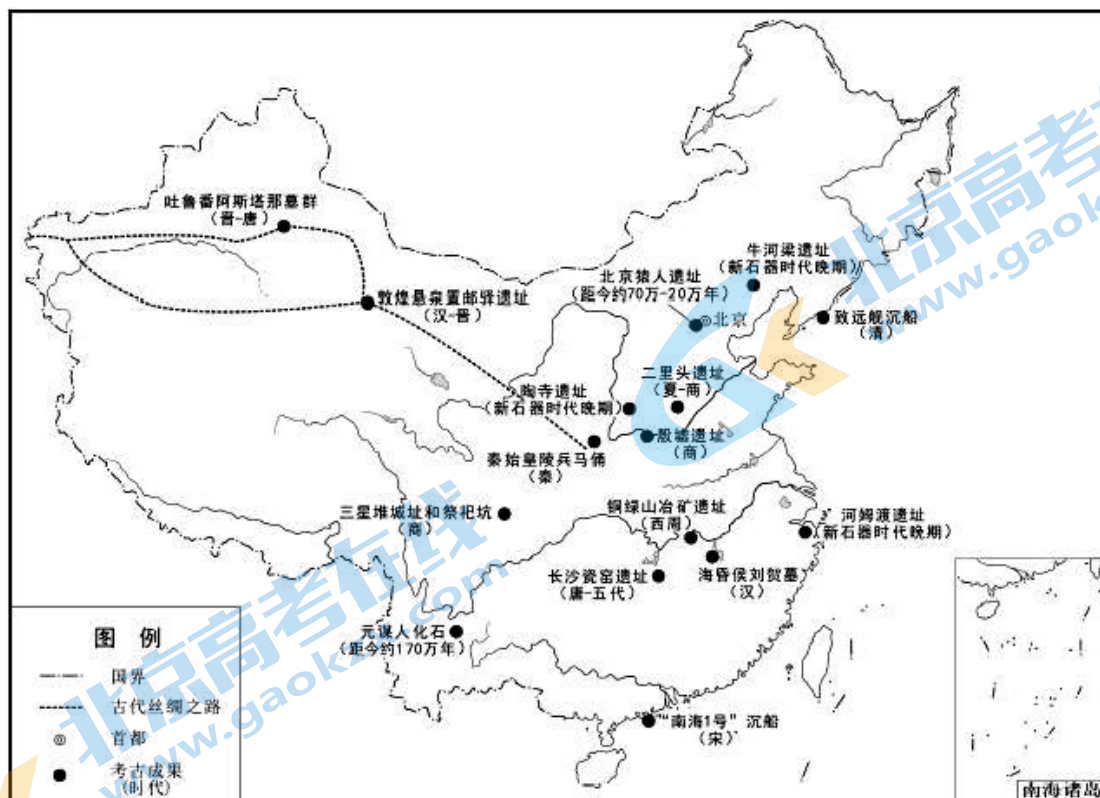 吐鲁番阿斯塔那墓群
(晋-唐)
牛河梁遗址
(新石器时代晚期)
北京猿人遗址
(距今约70万-20万年)
北京
敦煌悬泉置邮驿遗址
(汉-晋)
致远舰沉船
(清)
二里头遗址
(夏-商)
陶寺遗址
(新石器时代晚期)
殷墟遗址
(商)
秦始皇陵兵马俑
(秦)
三星堆城址和祭祀坑
(商)
铜绿山冶矿遗址
(西周)
河姆渡遗址
(新石器时代晚期)
长沙瓷窑遗址
(唐-五代)
海昏侯刘贺墓
(汉)
元谋人化石
(距今约170万年)
“南海1号”沉船
(宋)
图 例
国界
古代丝绸之路
首都
考古成果
(时代)
南海诸岛
北京高考在线
www.gaokzx.com
北京高考
www.gaok